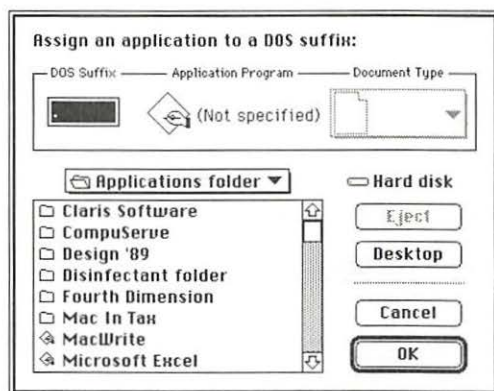 Assign an application to a DOS suffix:
DOS Suffix Application Program Document Type
. (Not specified)
Applications folder Hard disk
Claris Software
CompuServe
Design '89
Disinfectant folder
Fourth Dimension
Mac In Tax
MacWrite
Microsoft Excel
Eject
Desktop
Cancel
OK